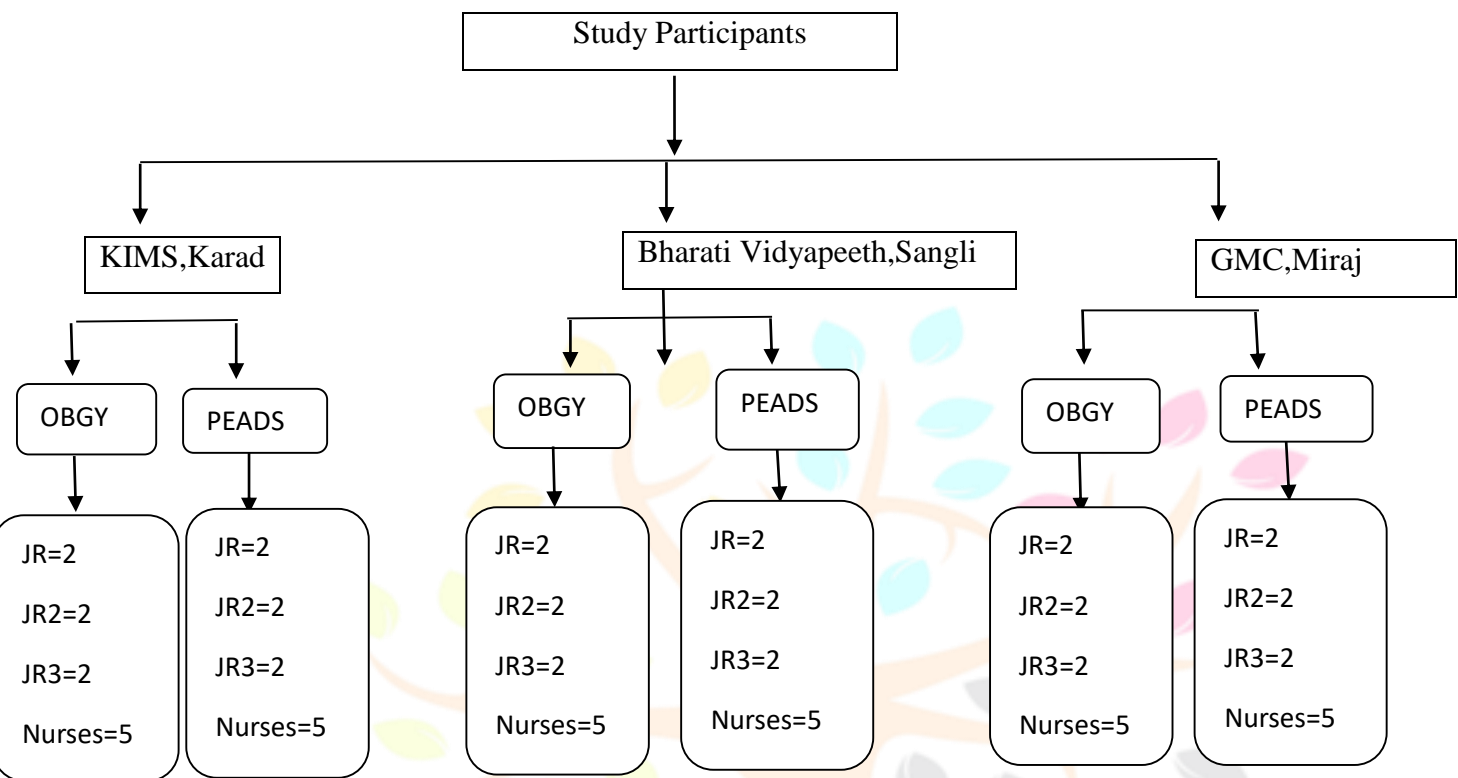 Study Participants
KIMS,Karad
Bharati Vidyapeeth,Sangli
GMC,Miraj
OBGY
PEADS
OBGY
PEADS
OBGY
PEADS
JR=2
JR2=2
JR3=2
Nurses=5
JR=2
JR2=2
JR3=2
Nurses=5
JR=2
JR2=2
JR3=2
Nurses=5
JR=2
JR2=2
JR3=2
Nurses=5
JR=2
JR2=2
JR3=2
Nurses=5
JR=2
JR2=2
JR3=2
Nurses=5